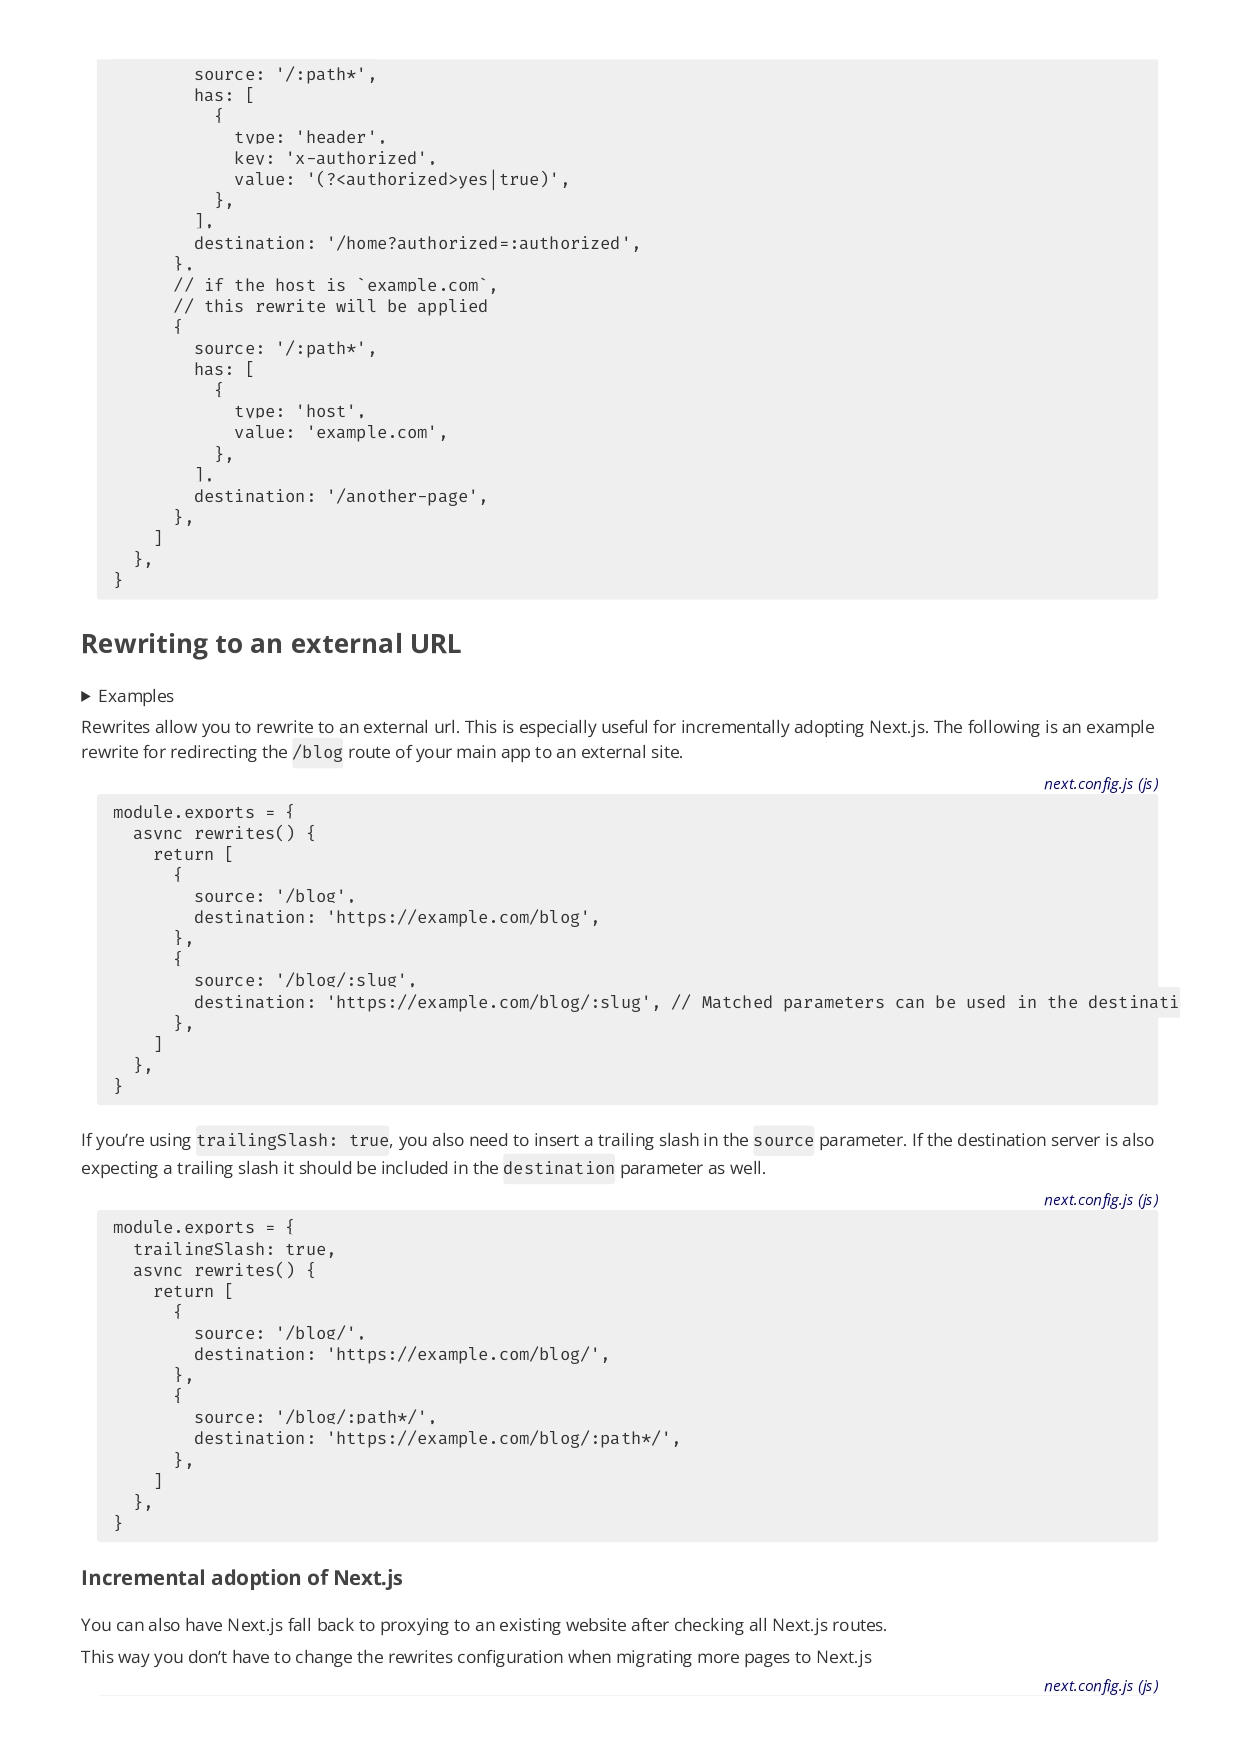 source: '/:path*',
        has: [
          {
            type: 'header',
            key: 'x-authorized',
            value: '(?<authorized>yes|true)',
          },
        ],
        destination: '/home?authorized=:authorized',
      },
      // if the host is `example.com`,
      // this rewrite will be applied
      {
        source: '/:path*',
        has: [
          {
            type: 'host',
            value: 'example.com',
          },
        ],
        destination: '/another-page',
      },
    ]
  },
}
Rewriting to an external URL
▶ Examples
Rewrites allow you to rewrite to an external url. This is especially useful for incrementally adopting Next.js. The following is an example
rewrite for redirecting the /blog route of your main app to an external site.
next.config.js (js)
module.exports = {
  async rewrites() {
    return [
      {
        source: '/blog',
        destination: 'https://example.com/blog',
      },
      {
        source: '/blog/:slug',
        destination: 'https://example.com/blog/:slug', // Matched parameters can be used in the destinati
      },
    ]
  },
}
If you’re using trailingSlash: true, you also need to insert a trailing slash in the source parameter. If the destination server is also
expecting a trailing slash it should be included in the destination parameter as well.
next.config.js (js)
module.exports = {
  trailingSlash: true,
  async rewrites() {
    return [
      {
        source: '/blog/',
        destination: 'https://example.com/blog/',
      },
      {
        source: '/blog/:path*/',
        destination: 'https://example.com/blog/:path*/',
      },
    ]
  },
}
Incremental adoption of Next.js
You can also have Next.js fall back to proxying to an existing website after checking all Next.js routes.
This way you don’t have to change the rewrites configuration when migrating more pages to Next.js
next.config.js (js)